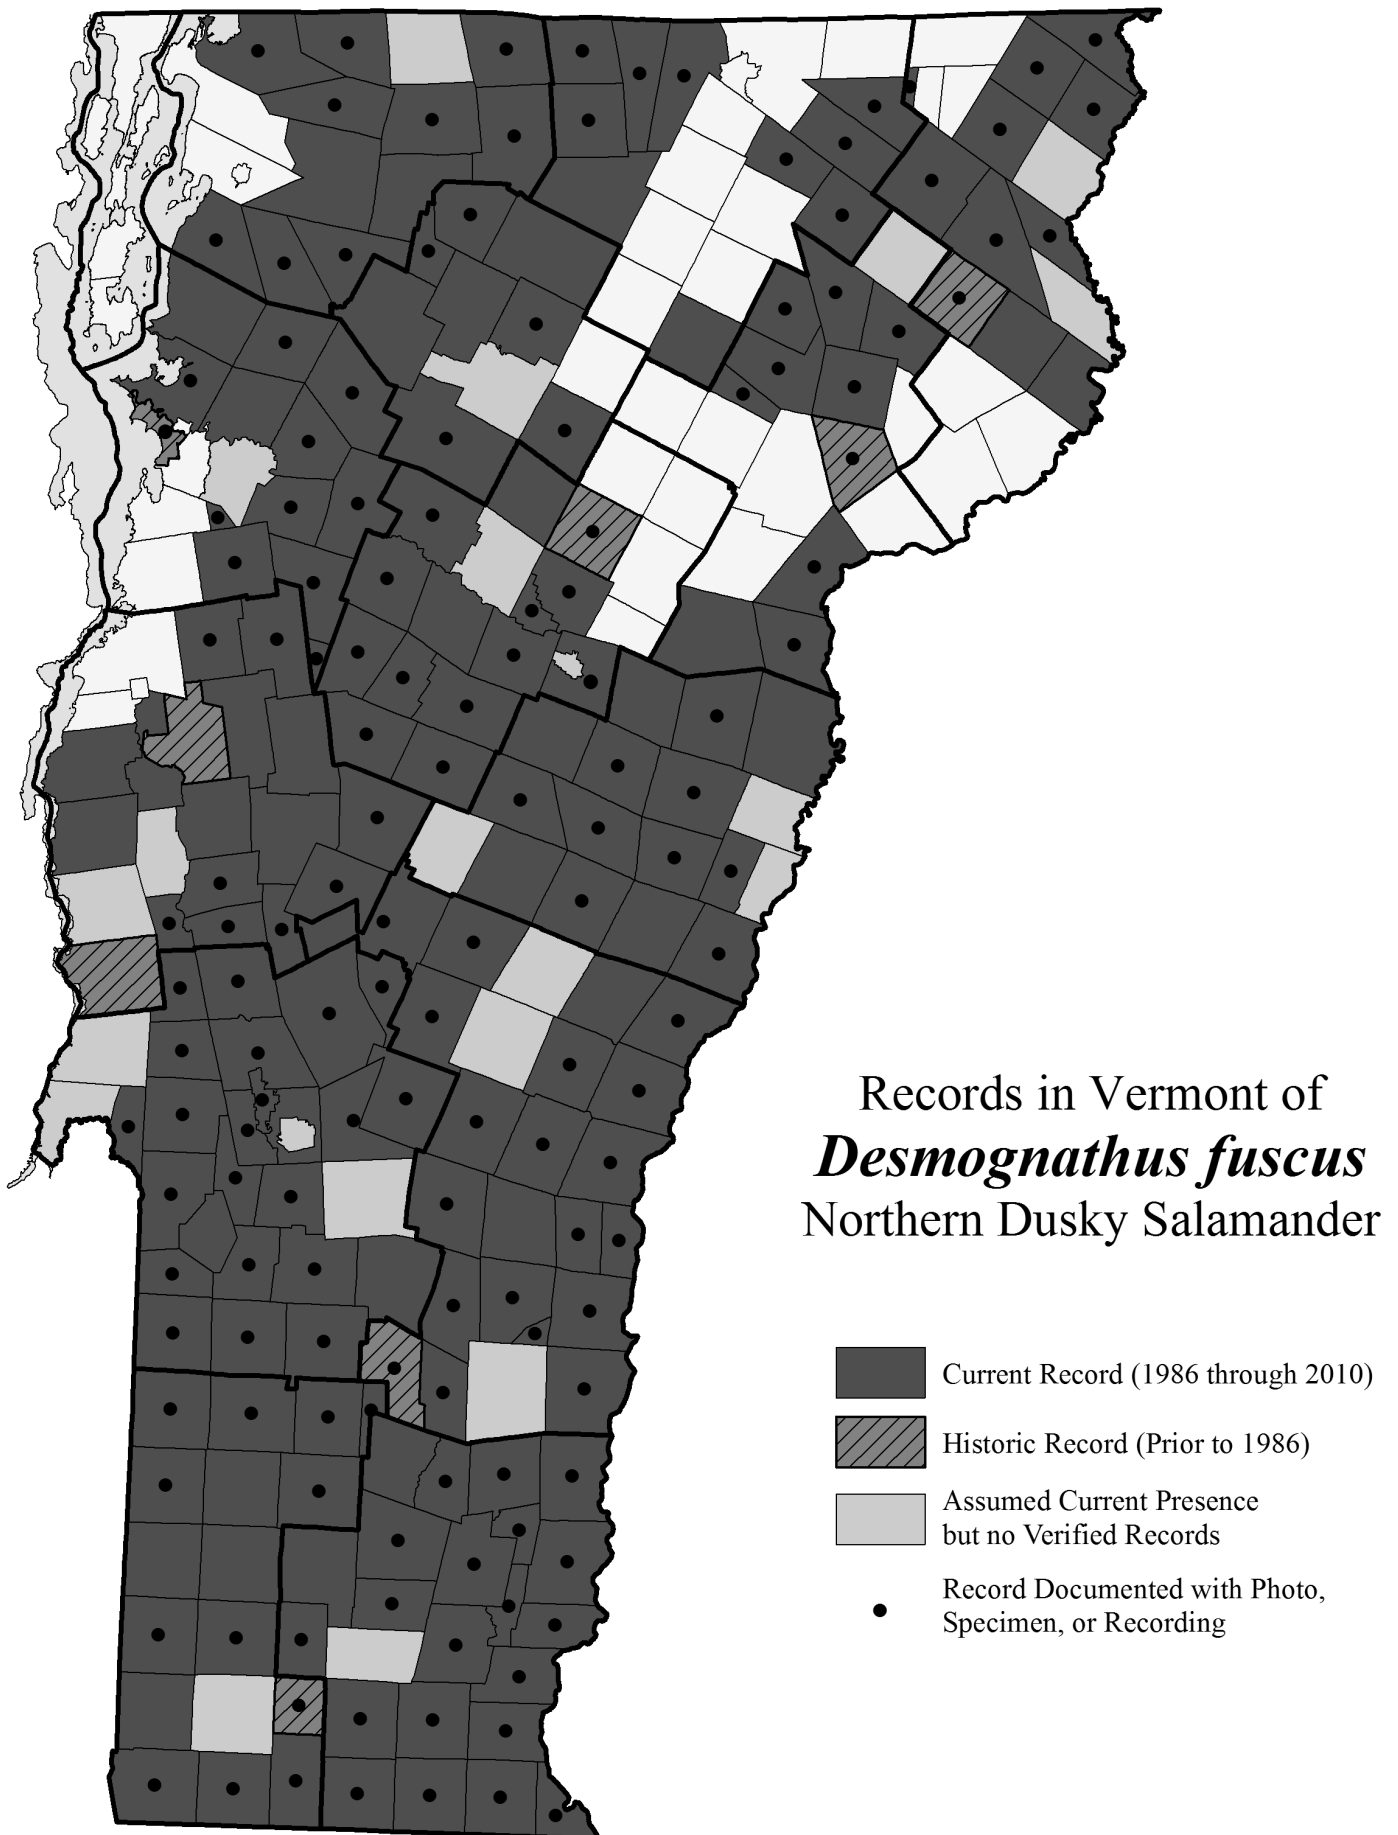 Records in Vermont of
Desmognathus fuscus
Northern Dusky Salamander
Current Record (1986 through 2010)
Historic Record (Prior to 1986)
Assumed Current Presence
but no Verified Records
Record Documented with Photo,
Specimen, or Recording